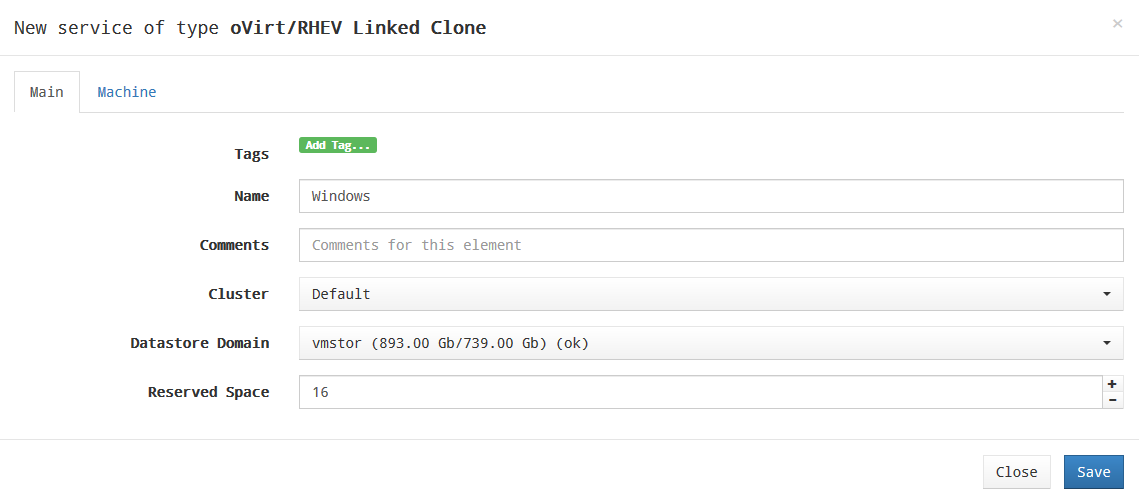 New service of type oVirt/RHEV Linked Clone ×
Main Machine
Tags Add Tag...
Name Windows
Comments Comments for this element
Cluster Default
Datastore Domain vmstor (893.00 Gb/739.00 Gb) (ok)
Reserved Space 16 + -
Close Save